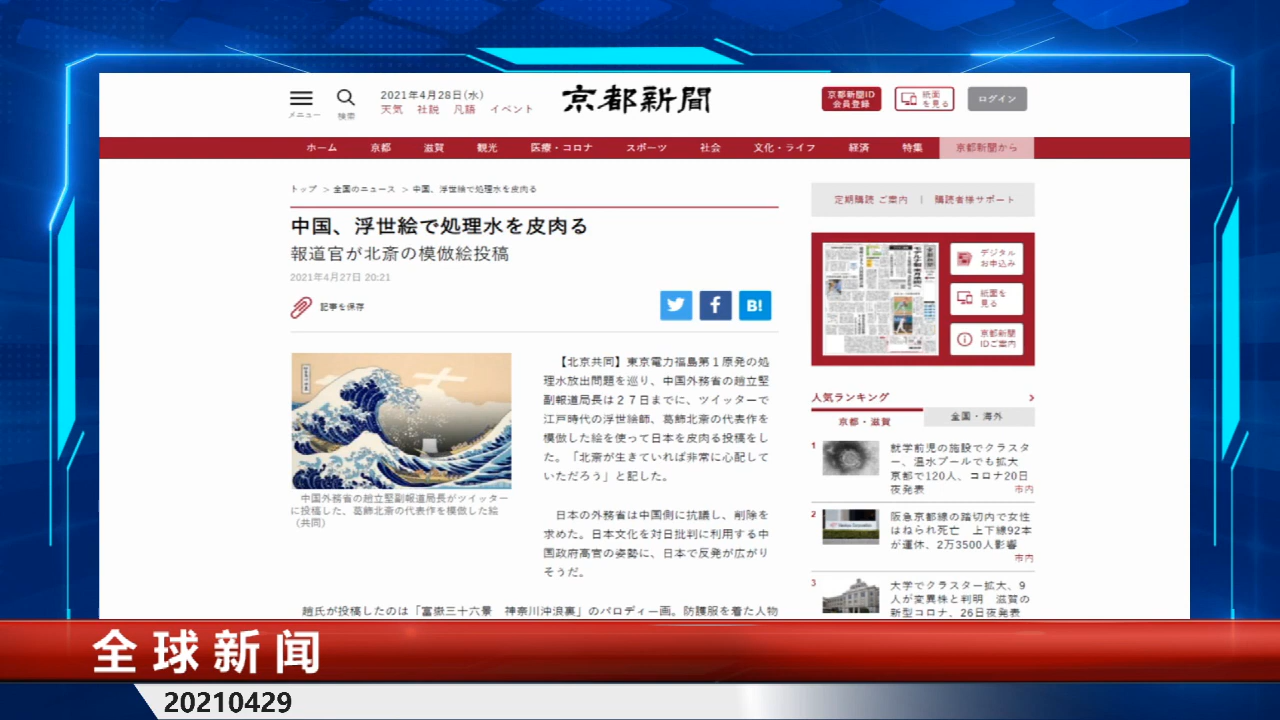 2021年4月28日(水)
京都新聞
京都新聞ID
会員登録
紙面
を見る
ログイン
メニュー
検索
天気 社説 凡語 イベント
ホーム 京都 滋賀 観光 医療・コロナ スポーツ 社会 文化・ライフ 経済 特集 京都新聞から
トップ > 全国のニュース > 中国、浮世絵で処理水を皮肉る
中国、浮世絵で処理水を皮肉る
報道官が北斎の模倣絵投稿
2021年4月27日 20:21
記事を保存
B!
【北京共同】東京電力福島第１原発の処
理水放出問題を巡り、中国外務省の趙立堅
副報道局長は２７日までに、ツイッターで
江戸時代の浮世絵師、葛飾北斎の代表作を
模倣した絵を使って日本を皮肉る投稿をし
た。「北斎が生きていれば非常に心配して
いただろう」と記した。
日本の外務省は中国側に抗議し、削除を
求めた。日本文化を対日批判に利用する中
国政府高官の姿勢に、日本で反発が広がり
そうだ。
中国外務省の趙立堅副報道局長がツイッター
に投稿した、葛飾北斎の代表作を模倣した絵
（共同）
趙氏が投稿したのは「富嶽三十六景　神奈川沖浪裏」のパロディー画。防護服を着た人物
定期購読 ご案内 | 購読者様サポート
デジタル
お申込み
紙面を
見る
京都新聞
IDご案内
人気ランキング
京都・滋賀
全国・海外
1
就学前児の施設でクラスタ
ー、温水プールでも拡大
京都で120人、コロナ20日
夜発表
市内
2
阪急京都線の踏切内で女性
はねられ死亡　上下線92本
が運休、2万3500人影響
市内
3
大学でクラスター拡大、9
人が変異株と判明　滋賀の
新型コロナ、26日夜発表
全球新闻
20210429